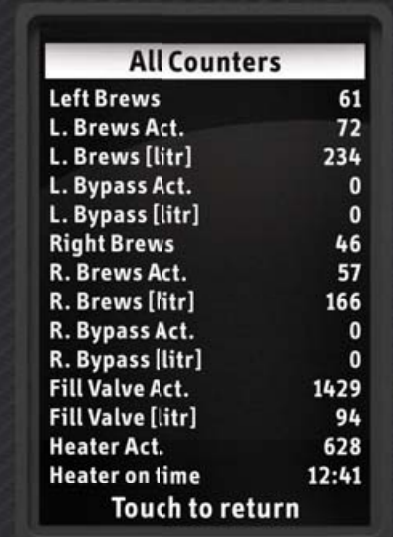 All Counters
Left Brews 61
L. Brews Act. 72
L. Brews [litr] 234
L. Bypass Act. 0
L. Bypass [litr] 0
Right Brews 46
R. Brews Act. 57
R. Brews [litr] 166
R. Bypass Act. 0
R. Bypass [litr] 0
Fill Valve Act. 1429
Fill Valve [litr] 94
Heater Act. 628
Heater on time 12:41
Touch to return